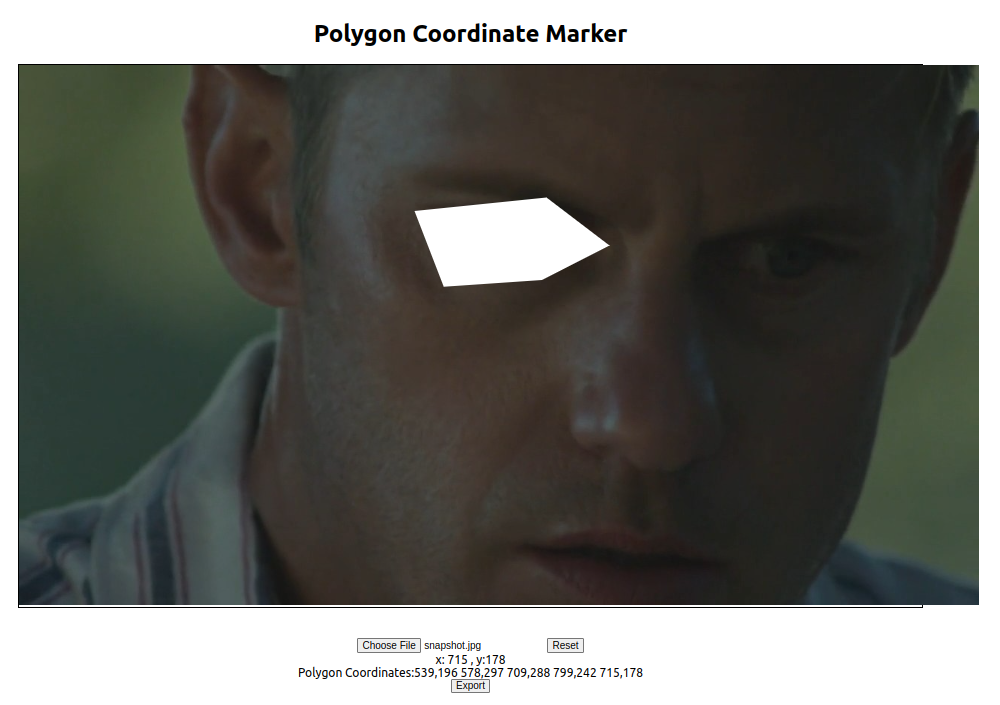 Polygon Coordinate Marker
Choose File snapshot.jpg Reset
x: 715 , y:178
Polygon Coordinates:539,196 578,297 709,288 799,242 715,178
Export